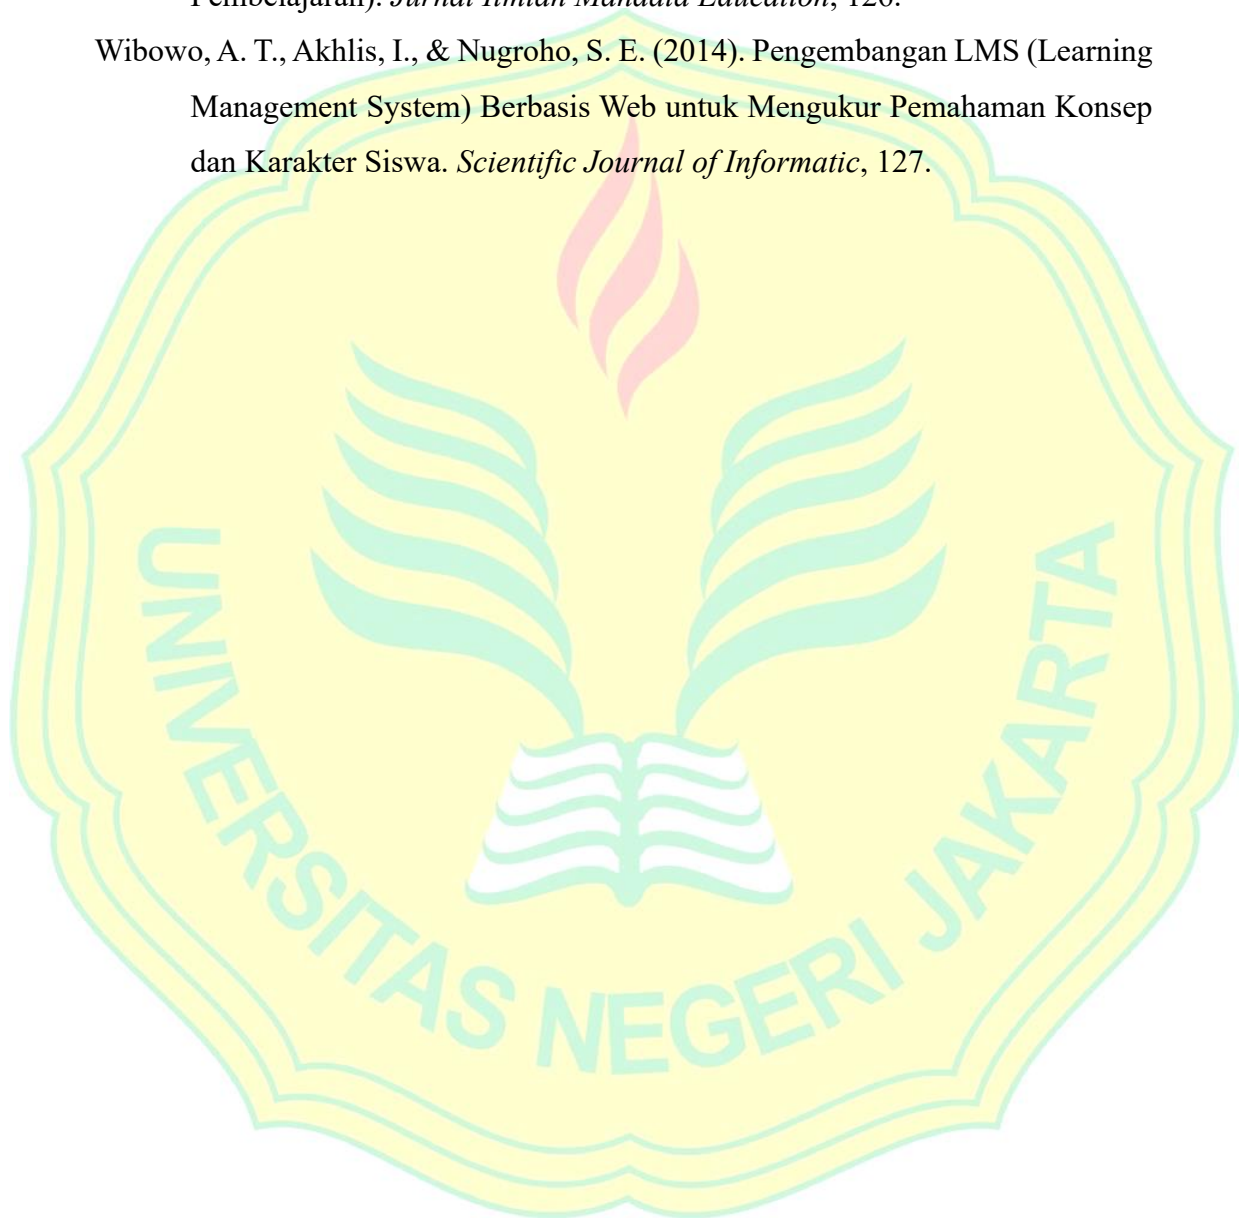 Pembelajaran). Jurnal Ilmiah Mandala Education, 126.
Wibowo, A. T., Akhlis, I., & Nugroho, S. E. (2014). Pengembangan LMS (Learning
Management System) Berbasis Web untuk Mengukur Pemahaman Konsep
dan Karakter Siswa. Scientific Journal of Informatic, 127.
UNIVERSITAS NEGERI JAKARTA